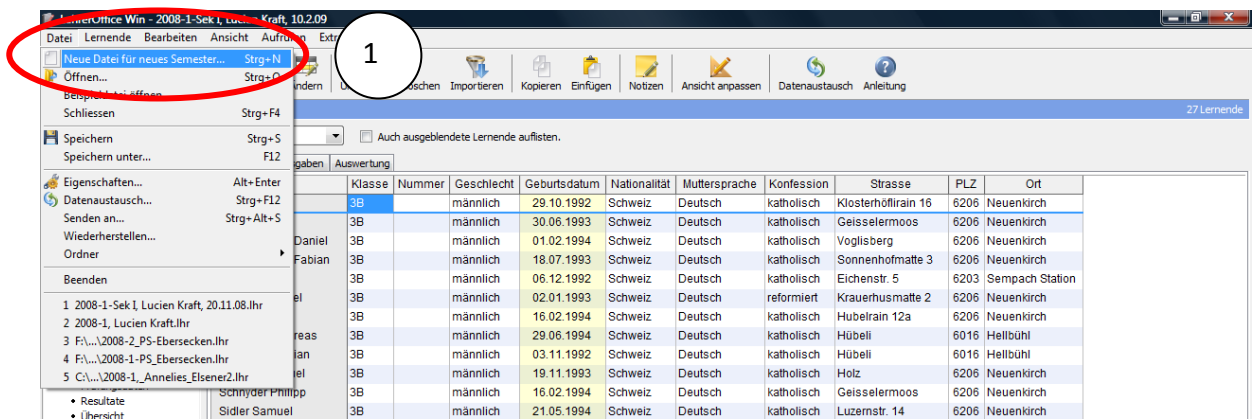 LehrerOffice Win - 2008-1-Sek I, Lucien Kraft, 10.2.09
Datei Lernende Bearbeiten Ansicht Aufrufen
1
Neue Datei für neues Semester... Strg+N
Öffnen... Strg+O
Beispieldatei öffnen
Schliessen Strg+F4
Speichern Strg+S
Speichern unter... F12
Eigenschaften... Alt+Enter
Datenaustausch... Strg+F12
Senden an... Strg+Alt+S
Wiederherstellen...
Ordner
Beenden
1 2008-1-Sek I, Lucien Kraft, 20.11.08.lhr
2 2008-1, Lucien Kraft.lhr
3 F:\...\2008-2_PS-Ebersecken.lhr
4 F:\...\2008-1-PS_Ebersecken.lhr
5 C:\...\2008-1,_Annelies_Elsener2.lhr
Importieren Kopieren Einfügen Notizen Ansicht anpassen Datenaustausch Anleitung
27 Lernende
Auch ausgeblendete Lernende auflisten.
Auswertung
Klasse Nummer Geschlecht Geburtsdatum Nationalität Muttersprache Konfession Strasse PLZ Ort
3B männlich 29.10.1992 Schweiz Deutsch katholisch Klosterhöflirain 16 6206 Neuenkirch
3B männlich 30.06.1993 Schweiz Deutsch katholisch Geisselermoos 6206 Neuenkirch
Daniel 3B männlich 01.02.1994 Schweiz Deutsch katholisch Voglisberg 6206 Neuenkirch
Fabian 3B männlich 18.07.1993 Schweiz Deutsch katholisch Sonnenhofmatte 3 6206 Neuenkirch
3B männlich 06.12.1992 Schweiz Deutsch katholisch Eichenstr. 5 6203 Sempach Station
3B männlich 02.01.1993 Schweiz Deutsch reformiert Krauerhusmatte 2 6206 Neuenkirch
3B männlich 16.02.1994 Schweiz Deutsch katholisch Hubelrain 12a 6206 Neuenkirch
3B männlich 29.06.1994 Schweiz Deutsch katholisch Hübeli 6016 Hellbühl
3B männlich 03.11.1992 Schweiz Deutsch katholisch Hübeli 6016 Hellbühl
3B männlich 19.11.1993 Schweiz Deutsch katholisch Holz 6206 Neuenkirch
Schnyder Philipp 3B männlich 16.02.1994 Schweiz Deutsch katholisch Geisselermoos 6206 Neuenkirch
Sidler Samuel 3B männlich 21.05.1994 Schweiz Deutsch katholisch Luzernstr. 14 6206 Neuenkirch
Resultate
Übersicht